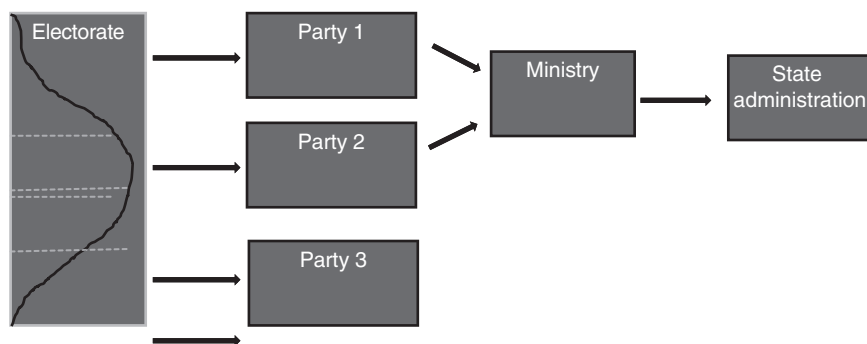 Electorate
Party 1
Party 2
Party 3
Ministry
State
administration